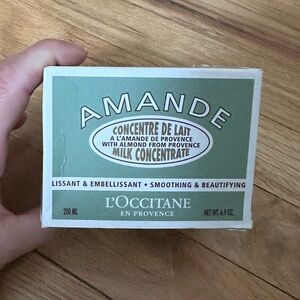 AMANDE
CONCENTRE DE LAIT
A L'AMANDE DE PROVENCE
WITH ALMOND FROM PROVENCE
MILK CONCENTRATE
LISSANT & EMBELLISSANT • SMOOTHING & BEAUTIFYING
L'OCCITANE
EN PROVENCE
200 ML NET WT. 6.9 OZ.